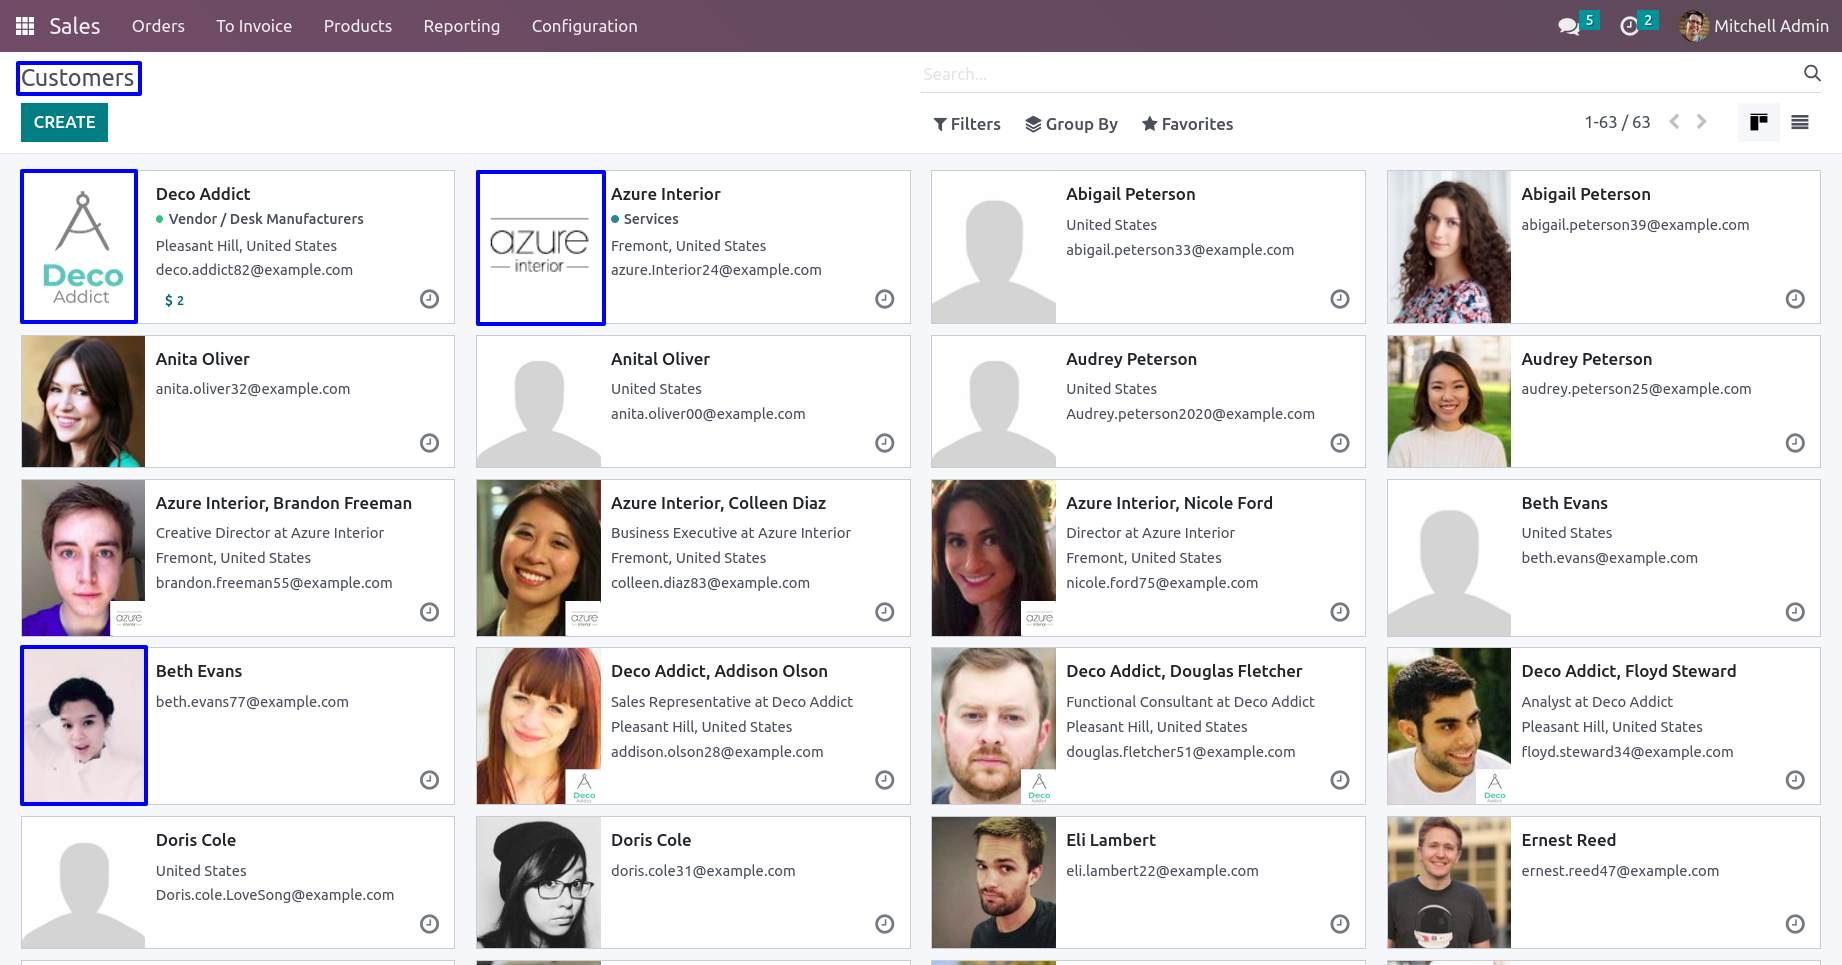 Sales Orders To Invoice Products Reporting Configuration 5 2 Mitchell Admin
Customers
Search...
CREATE
Filters Group By Favorites
1-63 / 63
Deco
Addict
Deco Addict
Vendor / Desk Manufacturers
Pleasant Hill, United States
deco.addict82@example.com
$ 2
azure
interior
Azure Interior
Services
Fremont, United States
azure.Interior24@example.com
Abigail Peterson
United States
abigail.peterson33@example.com
Abigail Peterson
abigail.peterson39@example.com
Anita Oliver
anita.oliver32@example.com
Anital Oliver
United States
anita.oliver00@example.com
Audrey Peterson
United States
Audrey.peterson2020@example.com
Audrey Peterson
audrey.peterson25@example.com
azure
interior
Azure Interior, Brandon Freeman
Creative Director at Azure Interior
Fremont, United States
brandon.freeman55@example.com
azure
interior
Azure Interior, Colleen Diaz
Business Executive at Azure Interior
Fremont, United States
colleen.diaz83@example.com
azure
interior
Azure Interior, Nicole Ford
Director at Azure Interior
Fremont, United States
nicole.ford75@example.com
Beth Evans
United States
beth.evans@example.com
Beth Evans
beth.evans77@example.com
Deco
Addict
Deco Addict, Addison Olson
Sales Representative at Deco Addict
Pleasant Hill, United States
addison.olson28@example.com
Deco
Addict
Deco Addict, Douglas Fletcher
Functional Consultant at Deco Addict
Pleasant Hill, United States
douglas.fletcher51@example.com
Deco
Addict
Deco Addict, Floyd Steward
Analyst at Deco Addict
Pleasant Hill, United States
floyd.steward34@example.com
Doris Cole
United States
Doris.cole.LoveSong@example.com
Doris Cole
doris.cole31@example.com
Eli Lambert
eli.lambert22@example.com
Ernest Reed
ernest.reed47@example.com